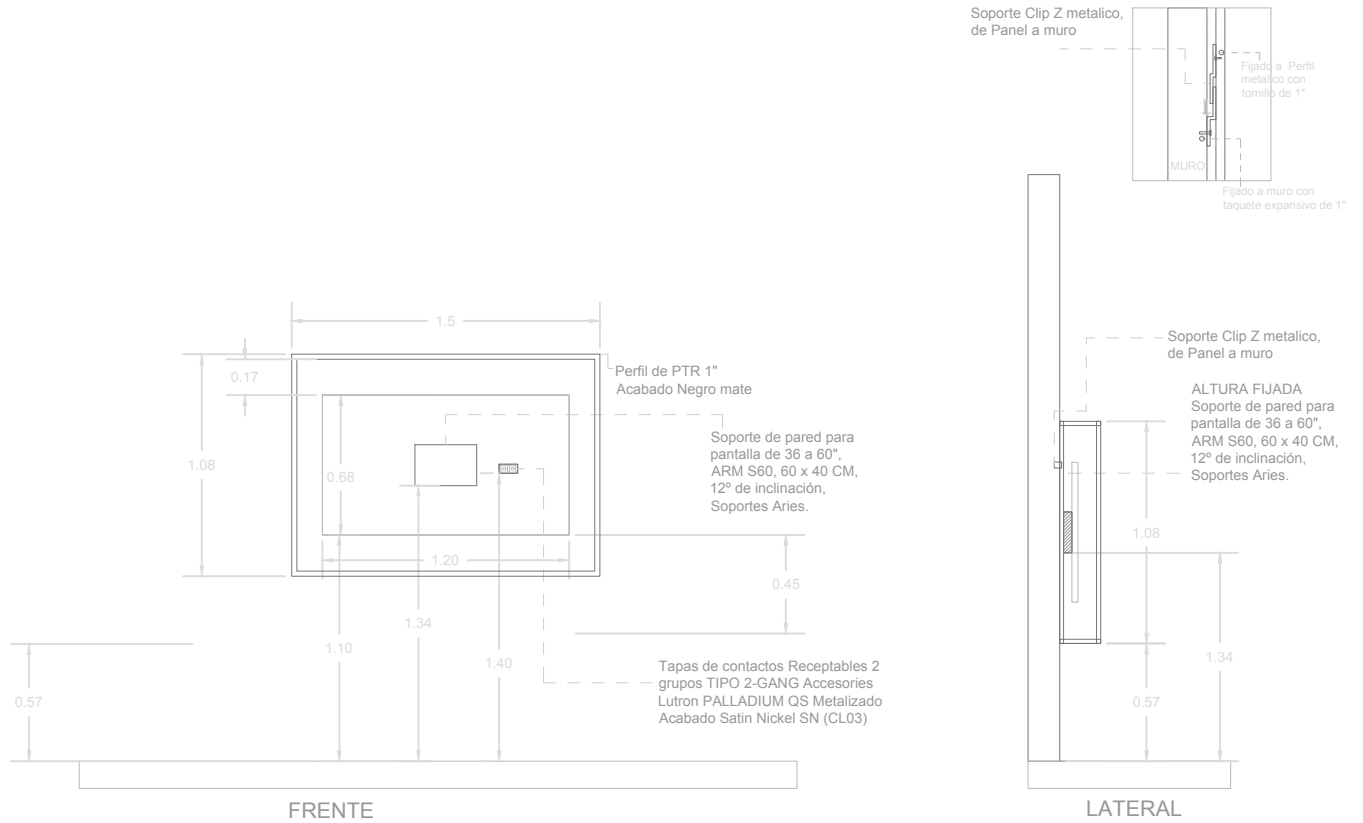 Soporte Clip Z metalico,
de Panel a muro
Fijado a Perfil
metalico con
tornillo de 1"
MURO
Fijado a muro con
taquete expansivo de 1"
1.5
0.17
1.08
0.68
1.20
0.45
1.10
1.34
1.40
0.57
Perfil de PTR 1"
Acabado Negro mate
Soporte de pared para
pantalla de 36 a 60",
ARM S60, 60 x 40 CM,
12º de inclinación,
Soportes Aries.
Tapas de contactos Receptables 2
grupos TIPO 2-GANG Accesories
Lutron PALLADIUM QS Metalizado
Acabado Satin Nickel SN (CL03)
FRENTE
Soporte Clip Z metalico,
de Panel a muro
ALTURA FIJADA
Soporte de pared para
pantalla de 36 a 60",
ARM S60, 60 x 40 CM,
12º de inclinación,
Soportes Aries.
1.08
1.34
0.57
LATERAL